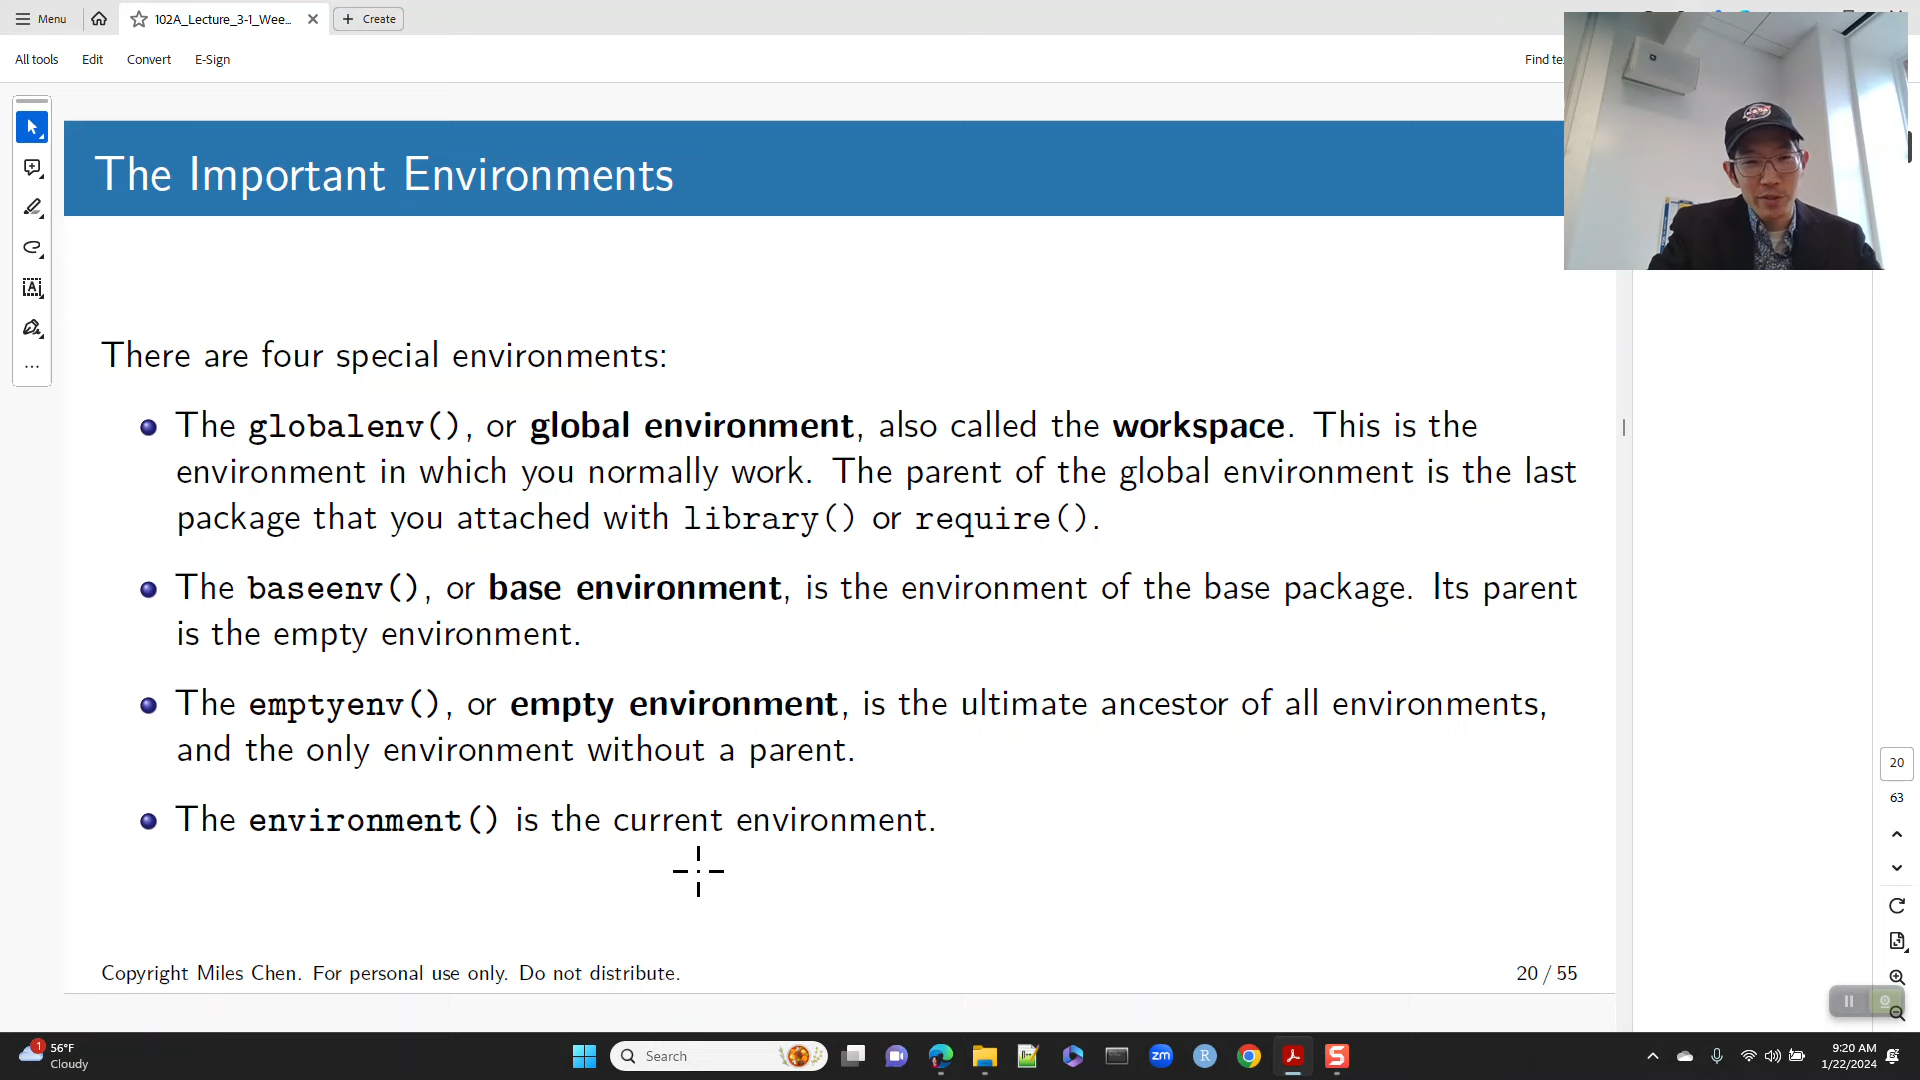 Menu
102A_Lecture_3-1_Wee...
Create
All tools
Edit
Convert
E-Sign
The Important Environments
There are four special environments:
The globalenv(), or global environment, also called the workspace. This is the
environment in which you normally work. The parent of the global environment is the last
package that you attached with library() or require().
The baseenv(), or base environment, is the environment of the base package. Its parent
is the empty environment.
The emptyenv(), or empty environment, is the ultimate ancestor of all environments,
and the only environment without a parent.
The environment() is the current environment.
Copyright Miles Chen. For personal use only. Do not distribute.
20 / 55
20
63
1
56°F
Cloudy
Search
zm
R
S
9:20 AM
1/22/2024